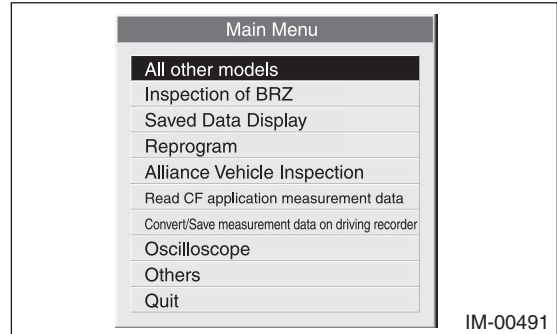 Main Menu
All other models
Inspection of BRZ
Saved Data Display
Reprogram
Alliance Vehicle Inspection
Read CF application measurement data
Convert/Save measurement data on driving recorder
Oscilloscope
Others
Quit
IM-00491